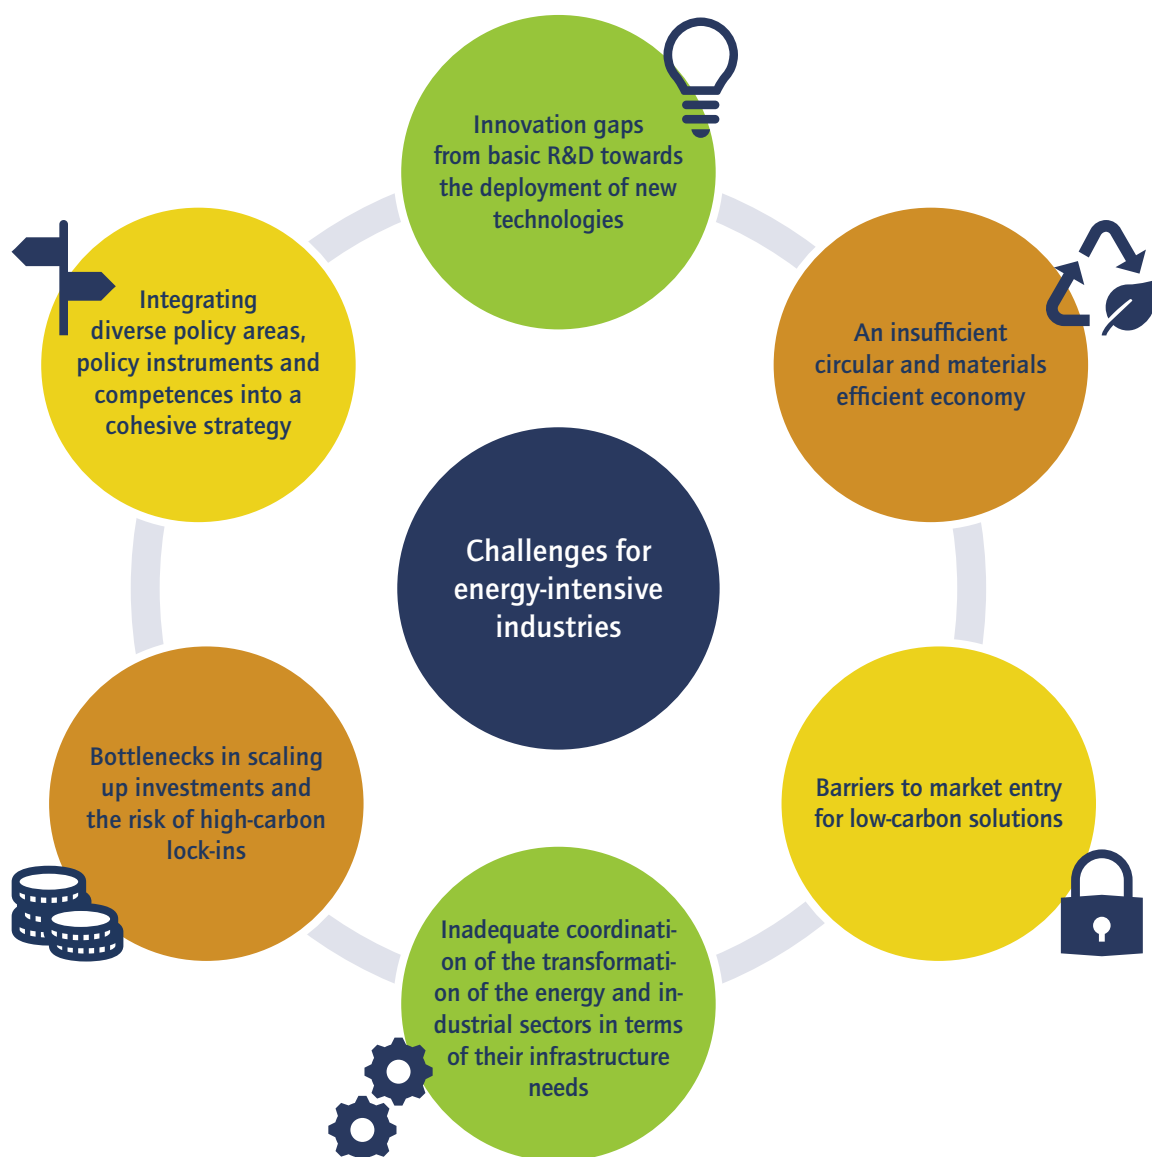 Innovation gaps
from basic R&D towards
the deployment of new
technologies
An insufficient
circular and materials
efficient economy
Barriers to market entry
for low-carbon solutions
Inadequate coordinati-
on of the transformati-
on of the energy and in-
dustrial sectors in terms
of their infrastructure
needs
Bottlenecks in scaling
up investments and
the risk of high-carbon
lock-ins
Integrating
diverse policy areas,
policy instruments and
competences into a
cohesive strategy
Challenges for
energy-intensive
industries